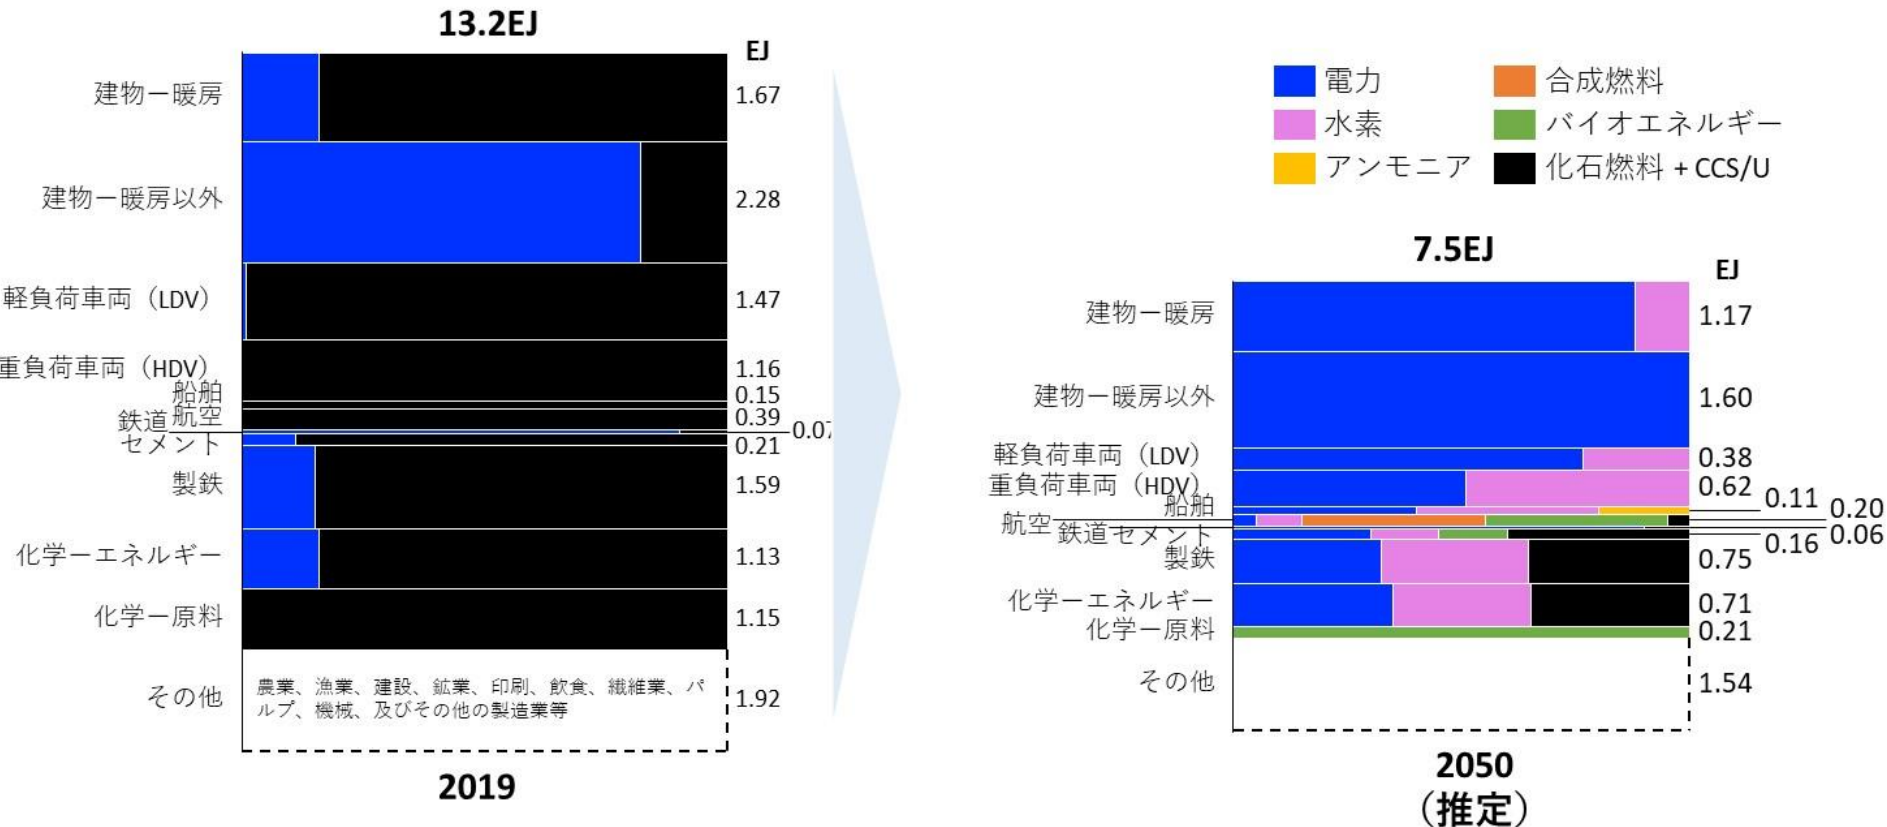 13.2EJ
EJ
建物ー暖房
1.67
建物ー暖房以外
2.28
軽負荷車両（LDV）
1.47
重負荷車両（HDV）
1.16
船舶
0.15
航空
0.39
鉄道
0.07
セメント
0.21
製鉄
1.59
化学ーエネルギー
1.13
化学ー原料
1.15
その他
農業、漁業、建設、鉱業、印刷、飲食、繊維業、パ
ルプ、機械、及びその他の製造業等
1.92
2019
電力
合成燃料
水素
バイオエネルギー
アンモニア
化石燃料 + CCS/U
7.5EJ
EJ
建物ー暖房
1.17
建物ー暖房以外
1.60
軽負荷車両（LDV）
0.38
重負荷車両（HDV）
0.62
船舶
0.11
航空
0.20
鉄道
0.06
セメント
0.16
製鉄
0.75
化学ーエネルギー
0.71
化学ー原料
0.21
その他
1.54
2050
（推定）